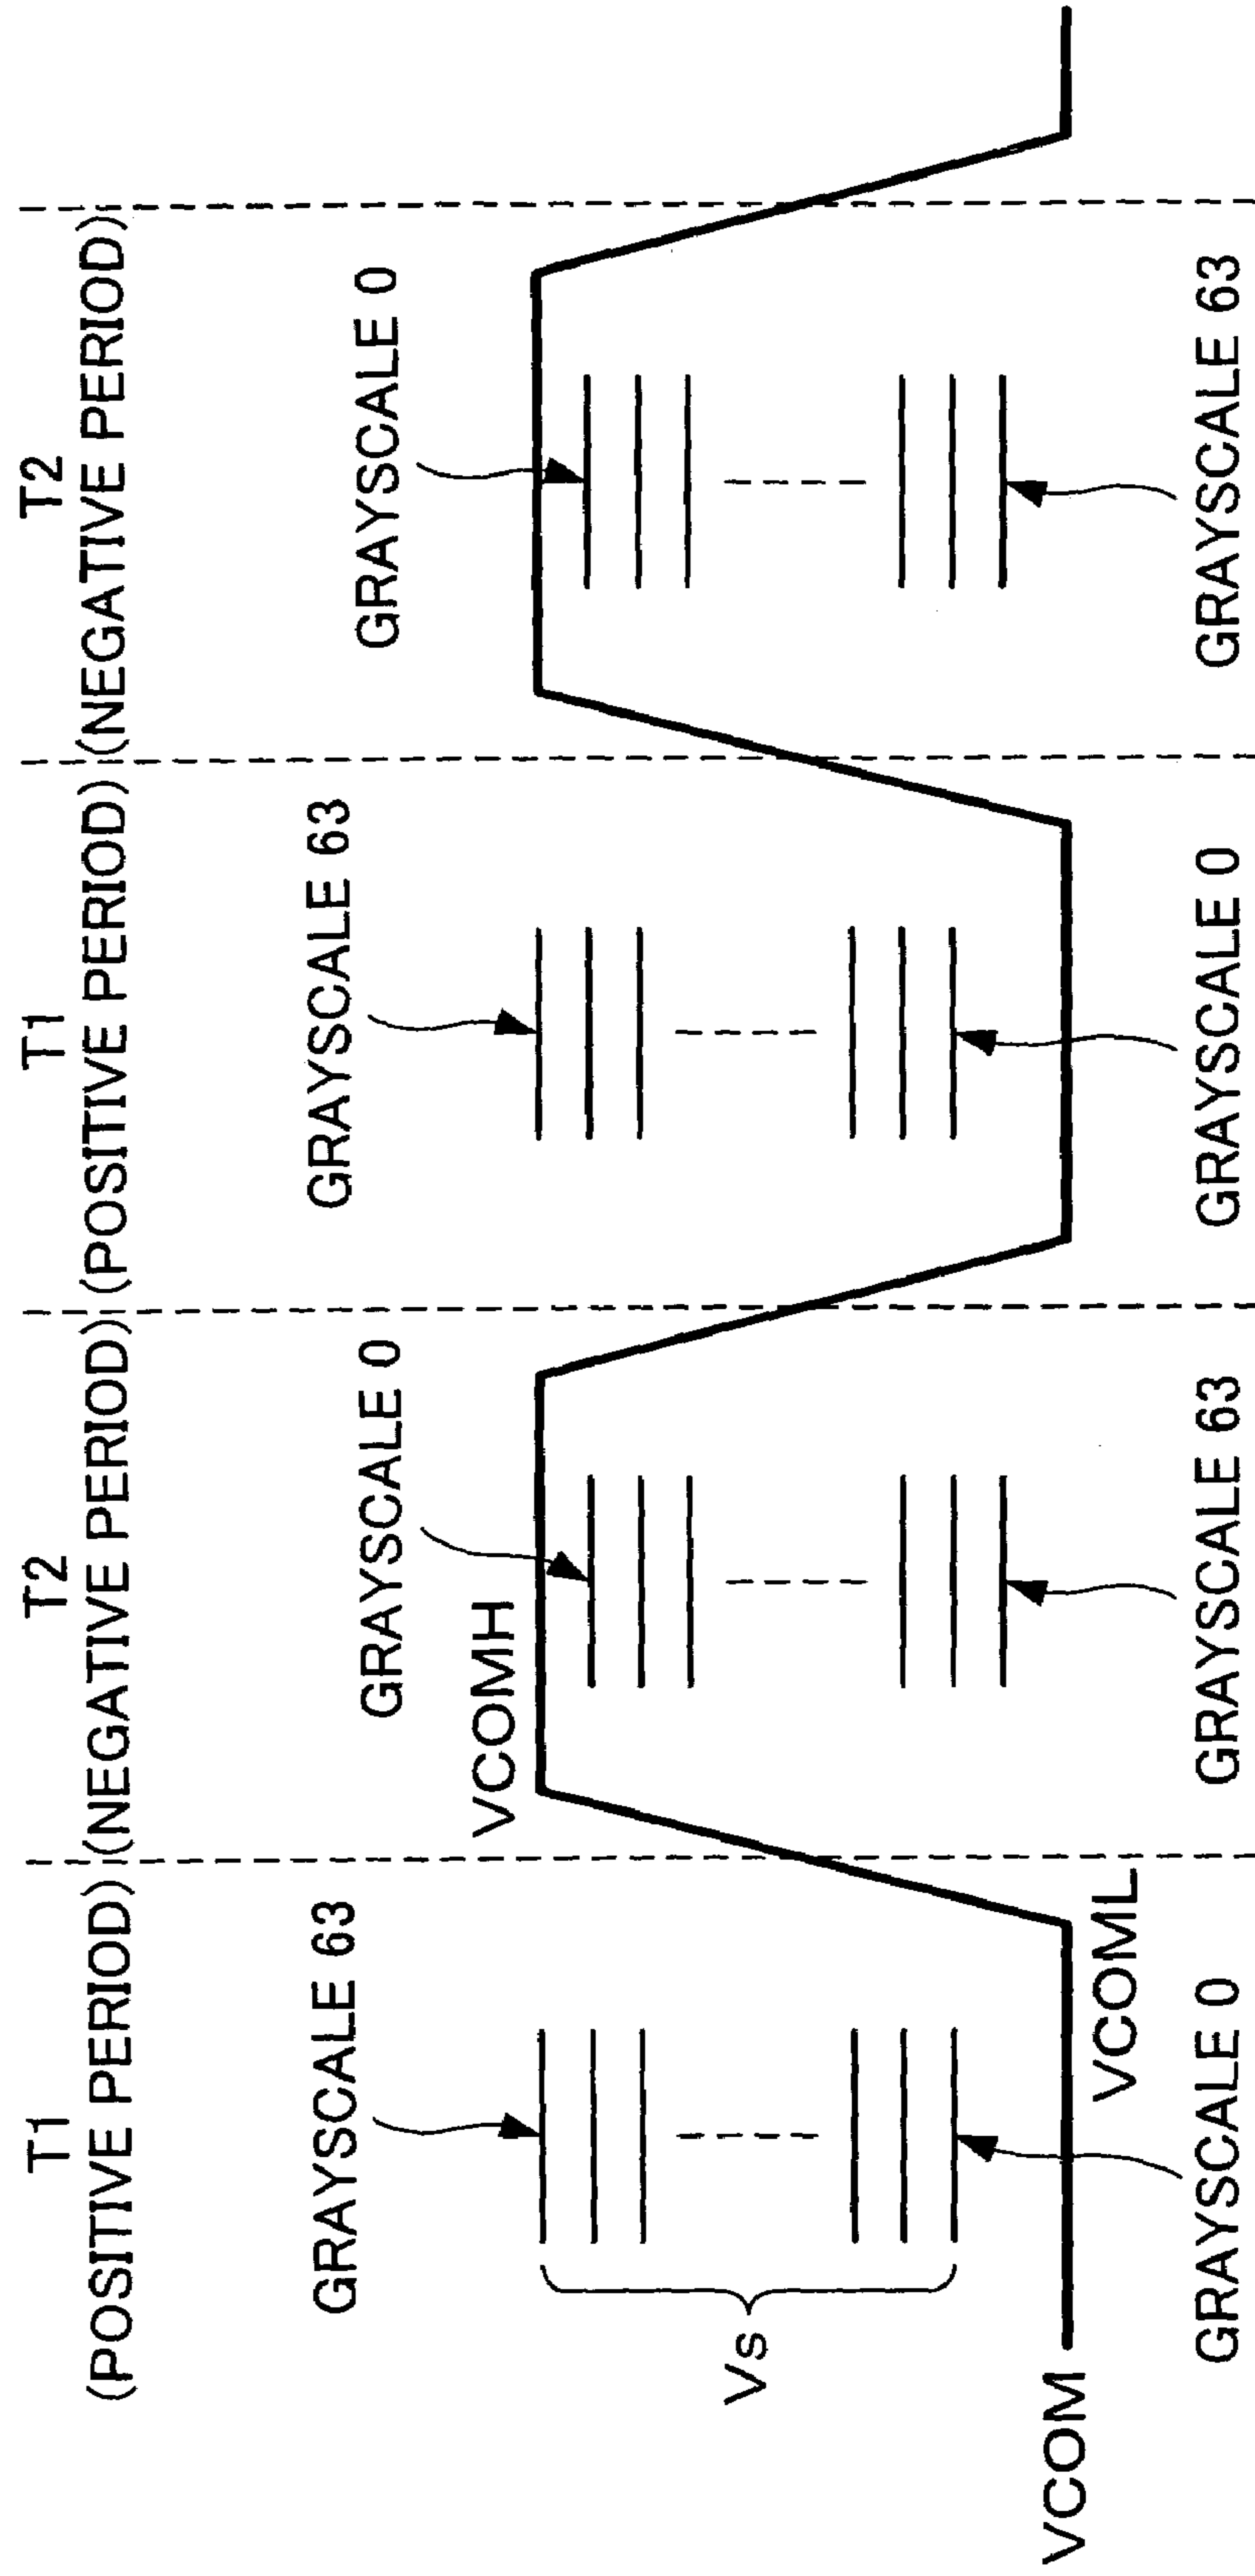 T1
(POSITIVE PERIOD)
T2
(NEGATIVE PERIOD)
T1
(POSITIVE PERIOD)
T2
(NEGATIVE PERIOD)
GRAYSCALE 63
GRAYSCALE 0
GRAYSCALE 63
GRAYSCALE 0
VCOMH
Vs
VCOM
VCOML
GRAYSCALE 0
GRAYSCALE 63
GRAYSCALE 0
GRAYSCALE 63